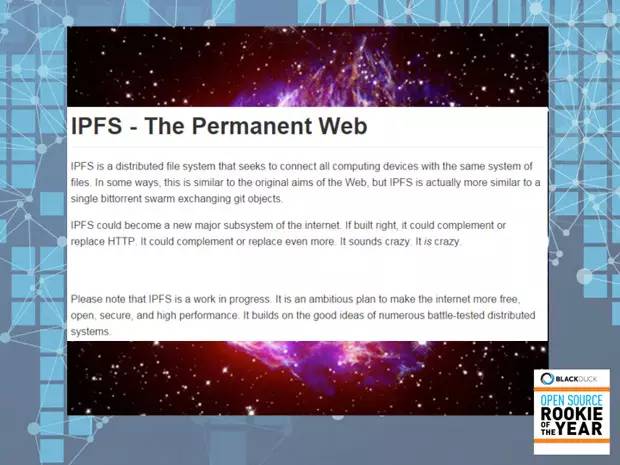 IPFS - The Permanent Web
IPFS is a distributed file system that seeks to connect all computing devices with the same system of
files. In some ways, this is similar to the original aims of the Web, but IPFS is actually more similar to a
single bittorrent swarm exchanging git objects.
IPFS could become a new major subsystem of the internet. If built right, it could complement or
replace HTTP. It could complement or replace even more. It sounds crazy. It is crazy.
Please note that IPFS is a work in progress. It is an ambitious plan to make the internet more free,
open, secure, and high performance. It builds on the good ideas of numerous battle-tested distributed
systems.
BLACKDUCK
OPEN SOURCE
ROOKIE
OF THE YEAR